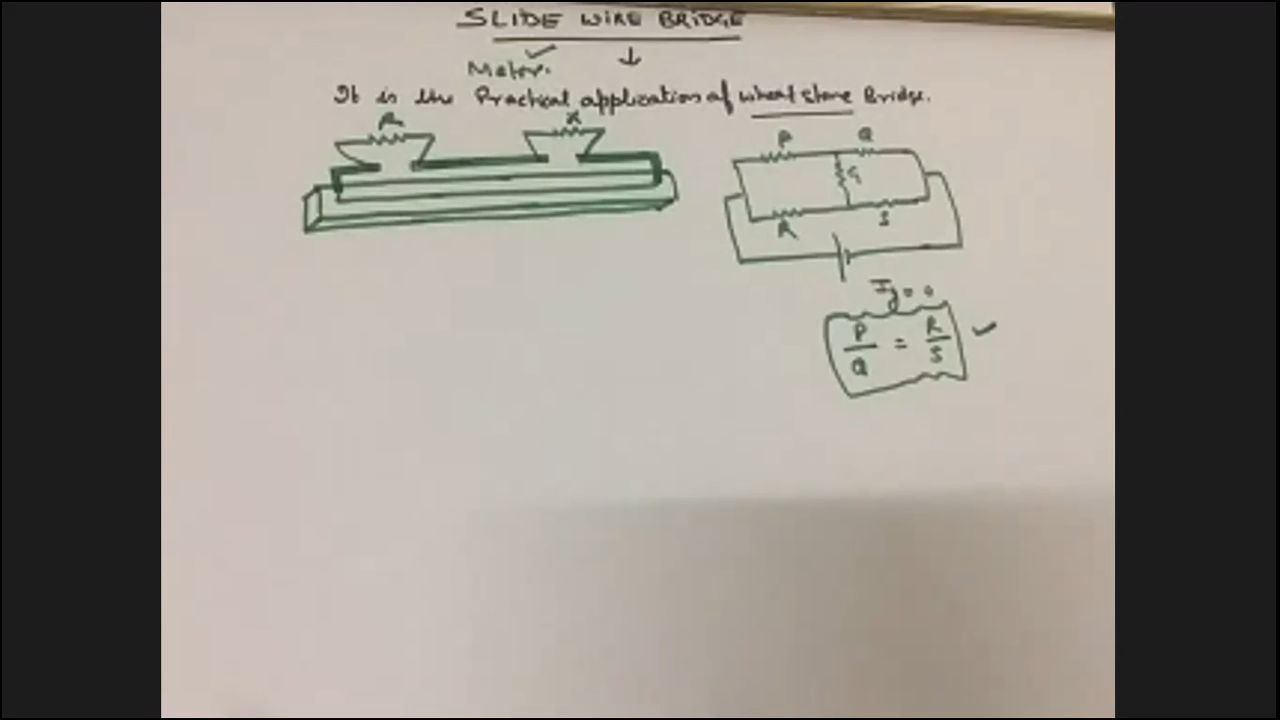 SLIDE WIRE BRIDGE
Meter.
It is the Practical application of wheat stone Bridge.
R X
P Q
G
R S
Ig = 0
P/Q = R/S